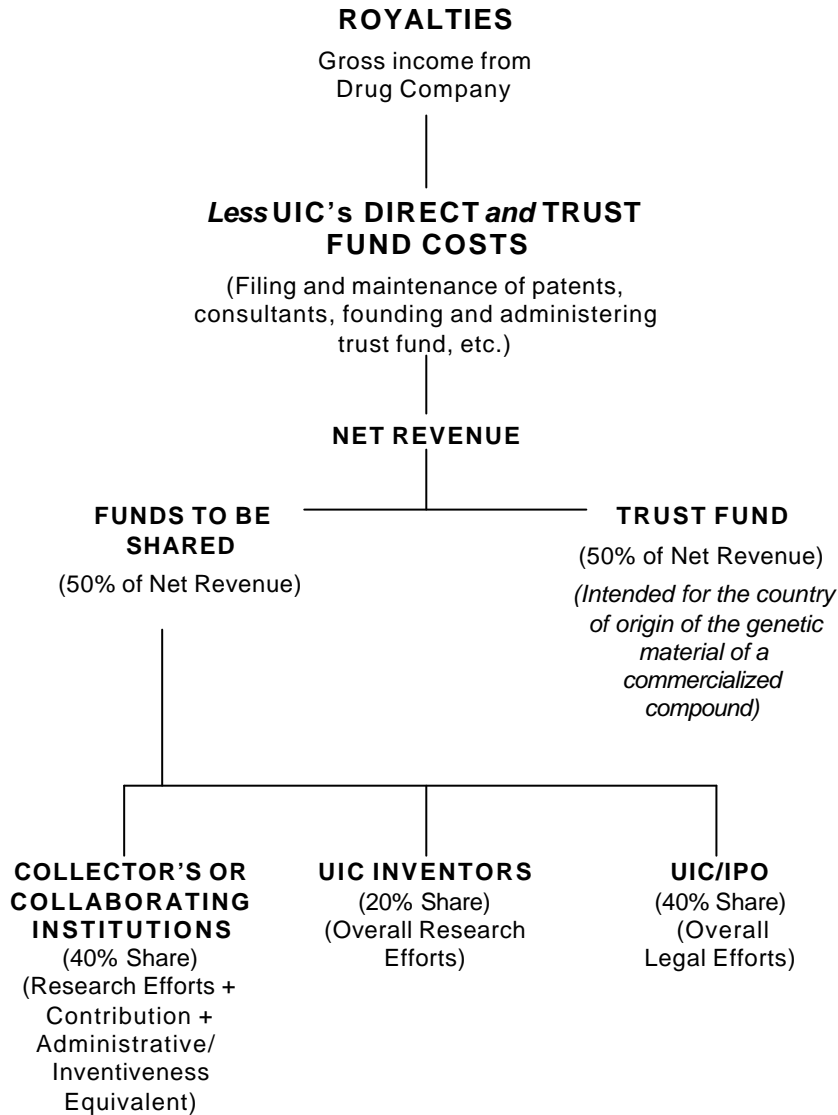 ROYALTIES
Gross income from
Drug Company
Less UIC's DIRECT and TRUST
FUND COSTS
(Filing and maintenance of patents,
consultants, founding and administering
trust fund, etc.)
NET REVENUE
FUNDS TO BE
SHARED
(50% of Net Revenue)
TRUST FUND
(50% of Net Revenue)
(Intended for the country
of origin of the genetic
material of a
commercialized
compound)
COLLECTOR'S OR
COLLABORATING
INSTITUTIONS
(40% Share)
(Research Efforts +
Contribution +
Administrative/
Inventiveness
Equivalent)
UIC INVENTORS
(20% Share)
(Overall Research
Efforts)
UIC/IPO
(40% Share)
(Overall
Legal Efforts)